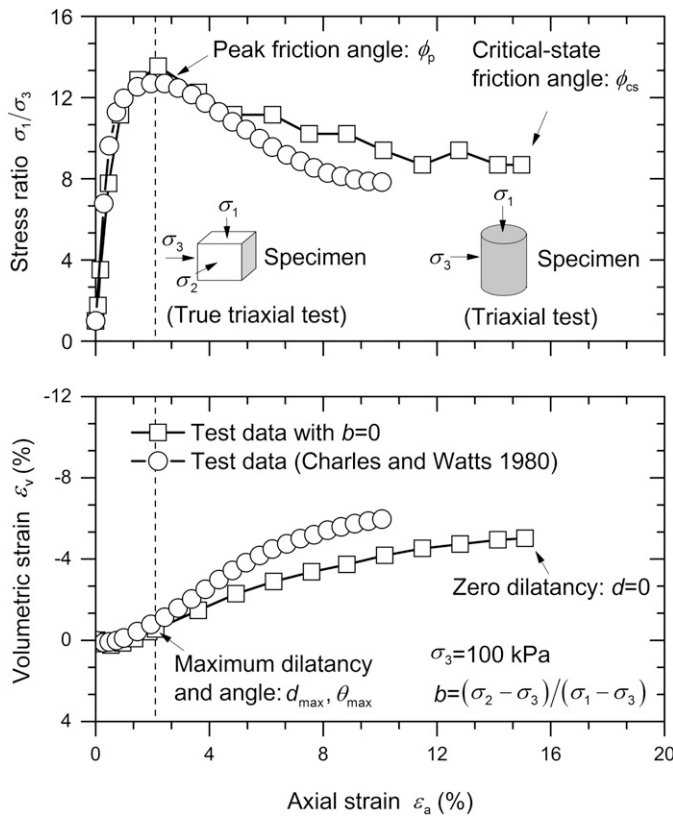 16
12
8
4
0
Stress ratio σ₁/σ₃
Peak friction angle: ϕₚ
Critical-state
friction angle: ϕcs
σ₁
σ₃
σ₂
Specimen
(True triaxial test)
σ₁
σ₃
Specimen
(Triaxial test)
-12
-8
-4
0
4
Volumetric strain εᵥ (%)
Test data with b=0
Test data (Charles and Watts 1980)
Zero dilatancy: d=0
Maximum dilatancy
and angle: dmax, θmax
σ₃=100 kPa
b=(σ₂−σ₃)/(σ₁−σ₃)
0 4 8 12 16 20
Axial strain εₐ (%)